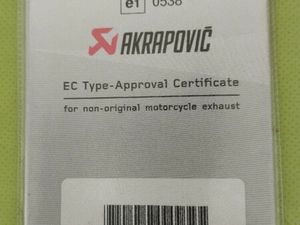 e1 0538
AKRAPOVIČ
EC Type-Approval Certificate
for non-original motorcycle exhaust